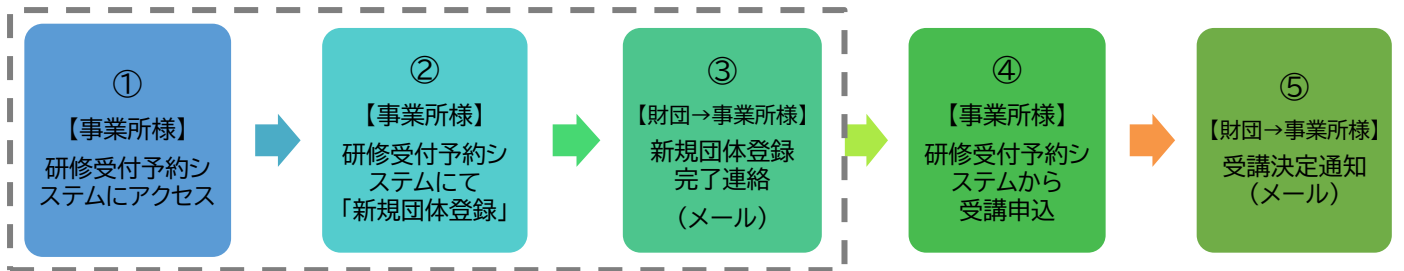 ①
【事業所様】
研修受付予約シ
ステムにアクセス
②
【事業所様】
研修受付予約シ
ステムにて
「新規団体登録」
③
【財団→事業所様】
新規団体登録
完了連絡
（メール）
④
【事業所様】
研修受付予約シ
ステムから
受講申込
⑤
【財団→事業所様】
受講決定通知
（メール）